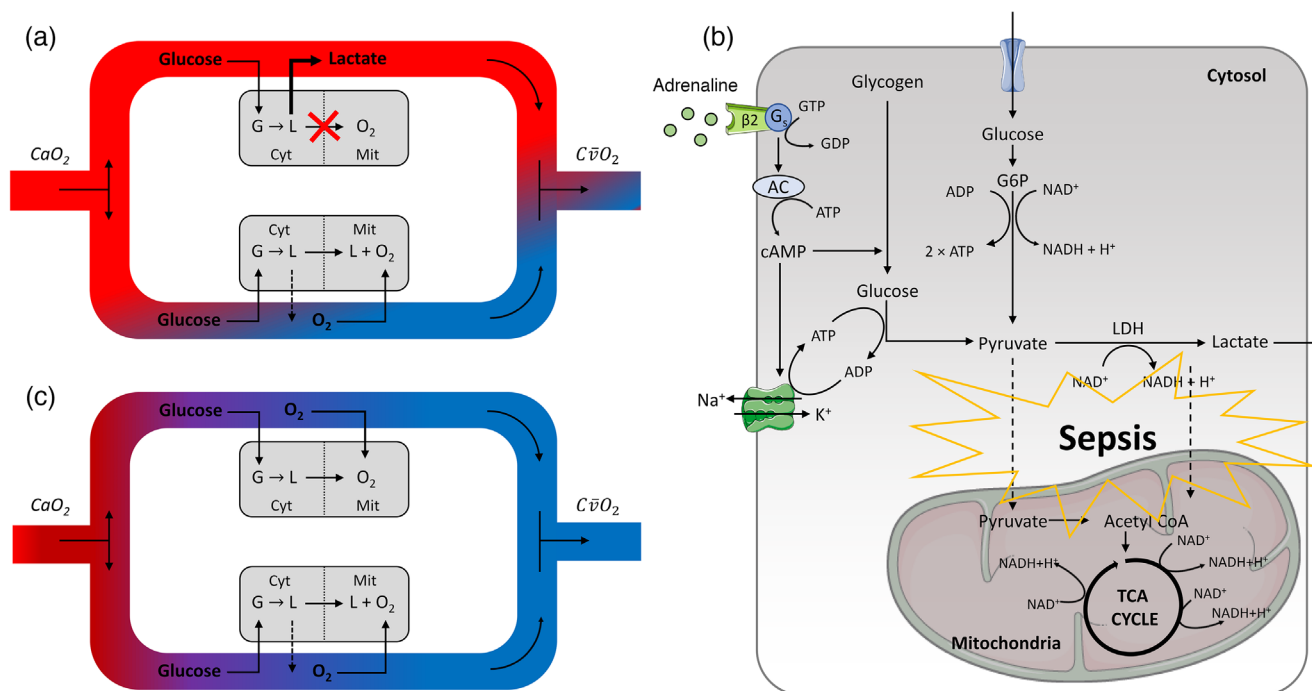 (a)
Glucose
Lactate
G → L
O₂
Cyt
Mit
CaO₂
Cv̄O₂
Cyt
Mit
G → L
L + O₂
Glucose
O₂
(c)
Glucose
O₂
G → L
O₂
Cyt
Mit
CaO₂
Cv̄O₂
Cyt
Mit
G → L
L + O₂
Glucose
O₂
(b)
Cytosol
Adrenaline
β2
Gs
GTP
GDP
AC
ATP
cAMP
Glycogen
Glucose
ATP
ADP
Na⁺
K⁺
Glucose
G6P
ADP
NAD⁺
2 × ATP
NADH + H⁺
Pyruvate
LDH
Lactate
NAD⁺
NADH + H⁺
Sepsis
Pyruvate
Acetyl CoA
NAD⁺
NADH+H⁺
NADH+H⁺
NAD⁺
NAD⁺
NADH+H⁺
TCA
CYCLE
Mitochondria